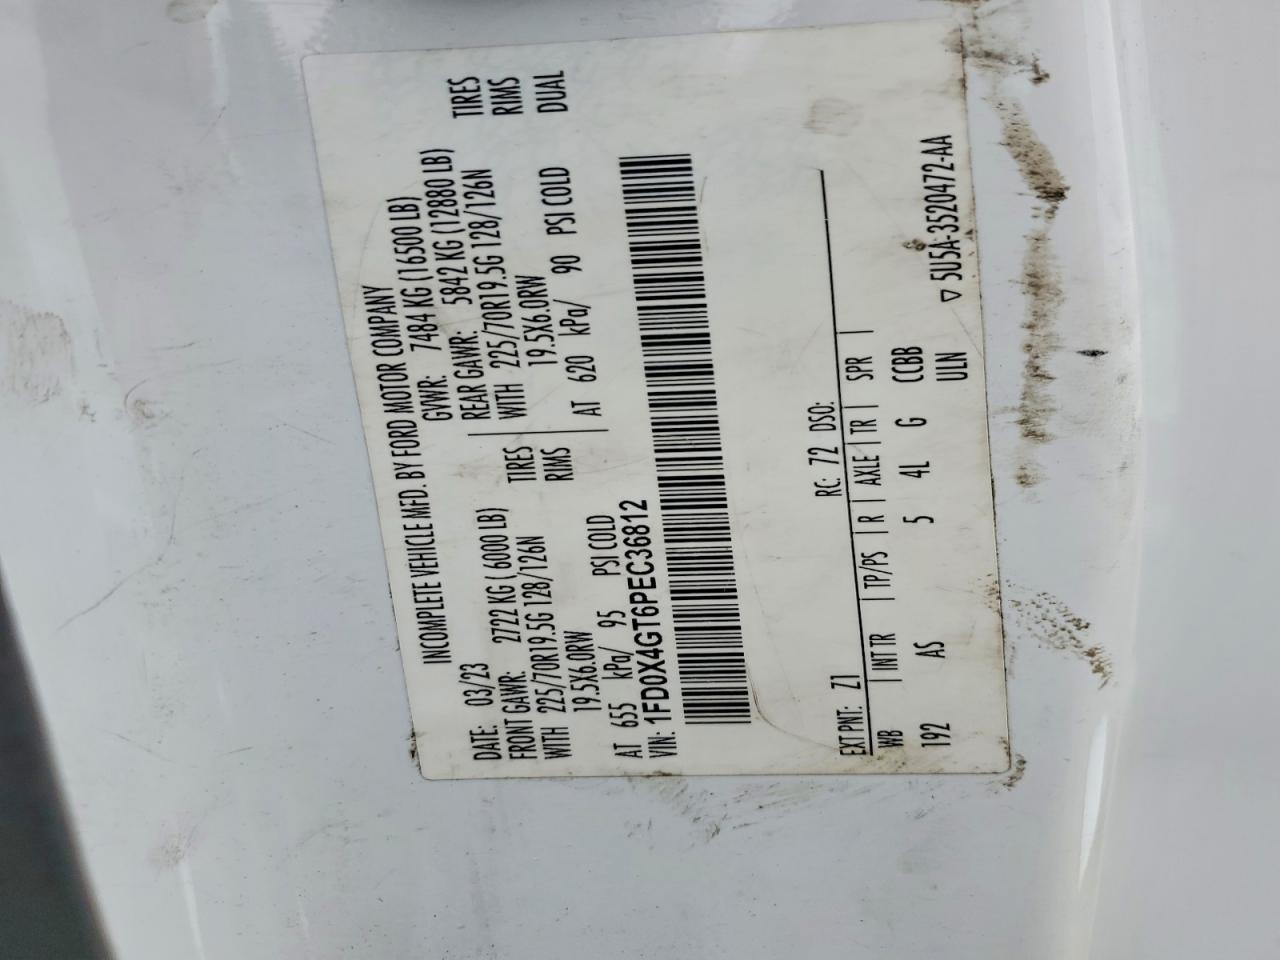 INCOMPLETE VEHICLE MFD. BY FORD MOTOR COMPANY
DATE: 03/23 GVWR: 7484 KG (16500 LB)
FRONT GAWR: 2722 KG ( 6000 LB) REAR GAWR: 5842 KG (12880 LB)
WITH 225/70R19.5G 128/126N TIRES WITH 225/70R19.5G 128/126N TIRES
19.5X6.0RW RIMS 19.5X6.0RW RIMS
AT 655 kPa/ 95 PSI COLD AT 620 kPa/ 90 PSI COLD DUAL
VIN: 1FD0X4GT6PEC36812
EXT PNT: Z1 RC: 72 DSO:
WB | INT TR | TP/PS | R | AXLE | TR | SPR |
192 AS 5 4L G CCBB
ULN
▽ 5U5A-3520472-AA